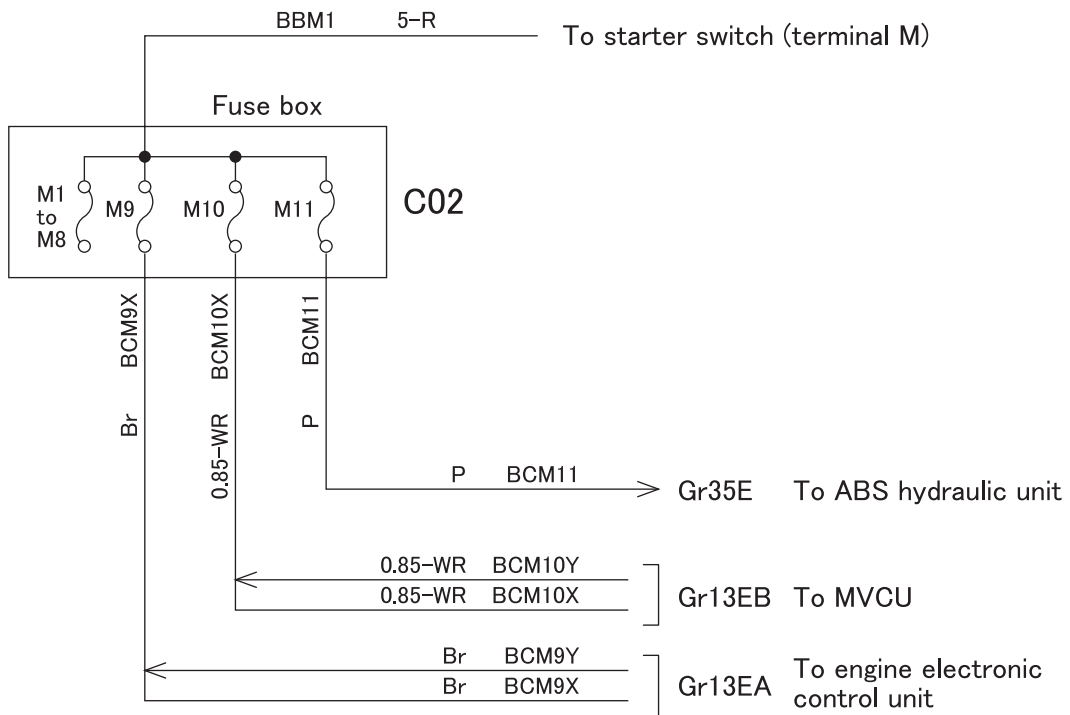 BBM1 5-R To starter switch (terminal M)
Fuse box
M1
to
M8
M9
M10
M11
C02
BCM9X
BCM10X
BCM11
Br
0.85-WR
P
P BCM11 Gr35E To ABS hydraulic unit
0.85-WR BCM10Y
0.85-WR BCM10X
Gr13EB To MVCU
Br BCM9Y
Br BCM9X
Gr13EA To engine electronic
control unit